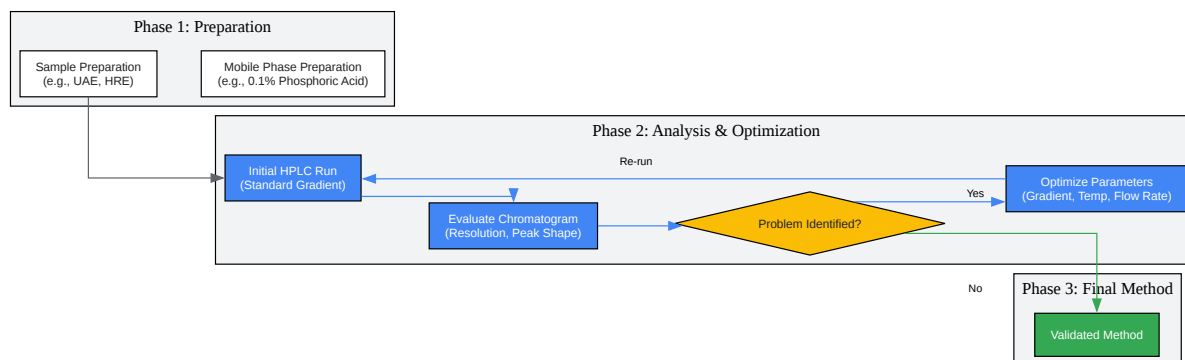 Phase 1: Preparation
Sample Preparation
(e.g., UAE, HRE)
Mobile Phase Preparation
(e.g., 0.1% Phosphoric Acid)
Phase 2: Analysis & Optimization
Re-run
Initial HPLC Run
(Standard Gradient)
Optimize Parameters
(Gradient, Temp, Flow Rate)
Yes
Evaluate Chromatogram
(Resolution, Peak Shape)
Problem Identified?
No
Phase 3: Final Method
Validated Method